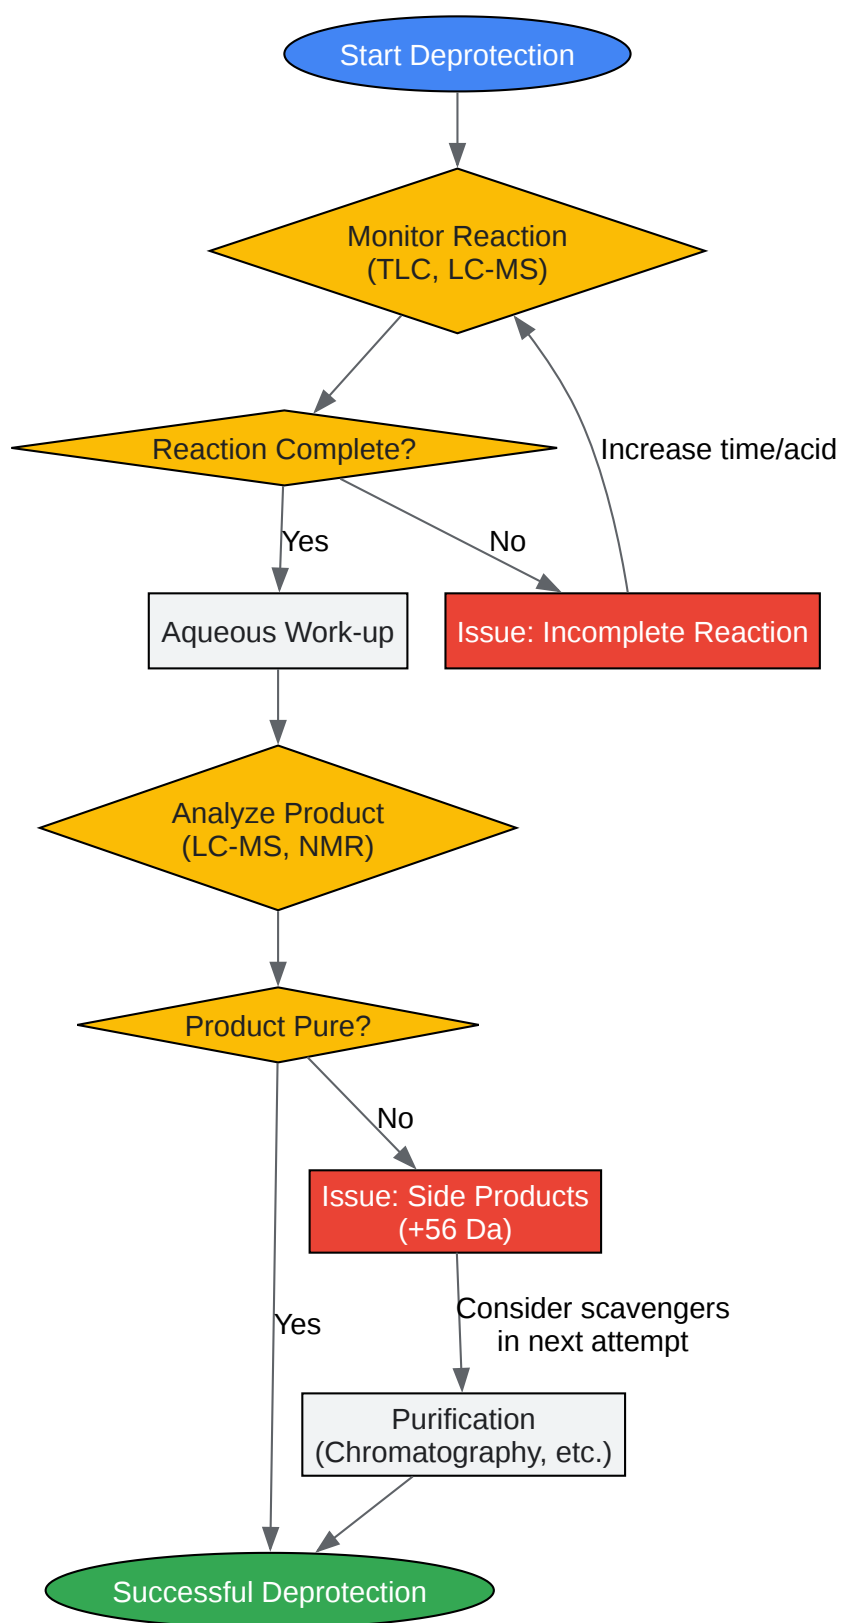 Start Deprotection
Monitor Reaction
(TLC, LC-MS)
Reaction Complete?
Increase time/acid
Yes
No
Aqueous Work-up
Issue: Incomplete Reaction
Analyze Product
(LC-MS, NMR)
Product Pure?
No
Issue: Side Products
(+56 Da)
Yes
Consider scavengers
in next attempt
Purification
(Chromatography, etc.)
Successful Deprotection